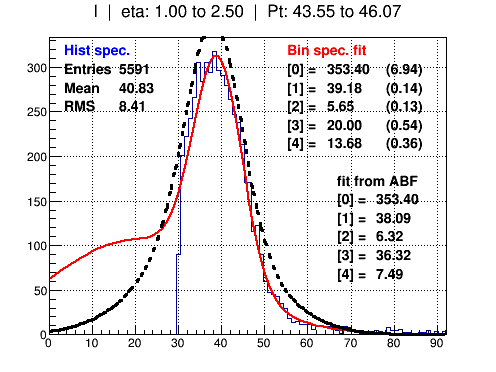 I | eta: 1.00 to 2.50 | Pt: 43.55 to 46.07
Hist spec.
Entries 5591
Mean 40.83
RMS 8.41
Bin spec. fit
[0] = 353.40 (6.94)
[1] = 39.18 (0.14)
[2] = 5.65 (0.13)
[3] = 20.00 (0.54)
[4] = 13.68 (0.36)
fit from ABF
[0] = 353.40
[1] = 38.09
[2] = 6.32
[3] = 36.32
[4] = 7.49
300
250
200
150
100
50
0
0 10 20 30 40 50 60 70 80 90